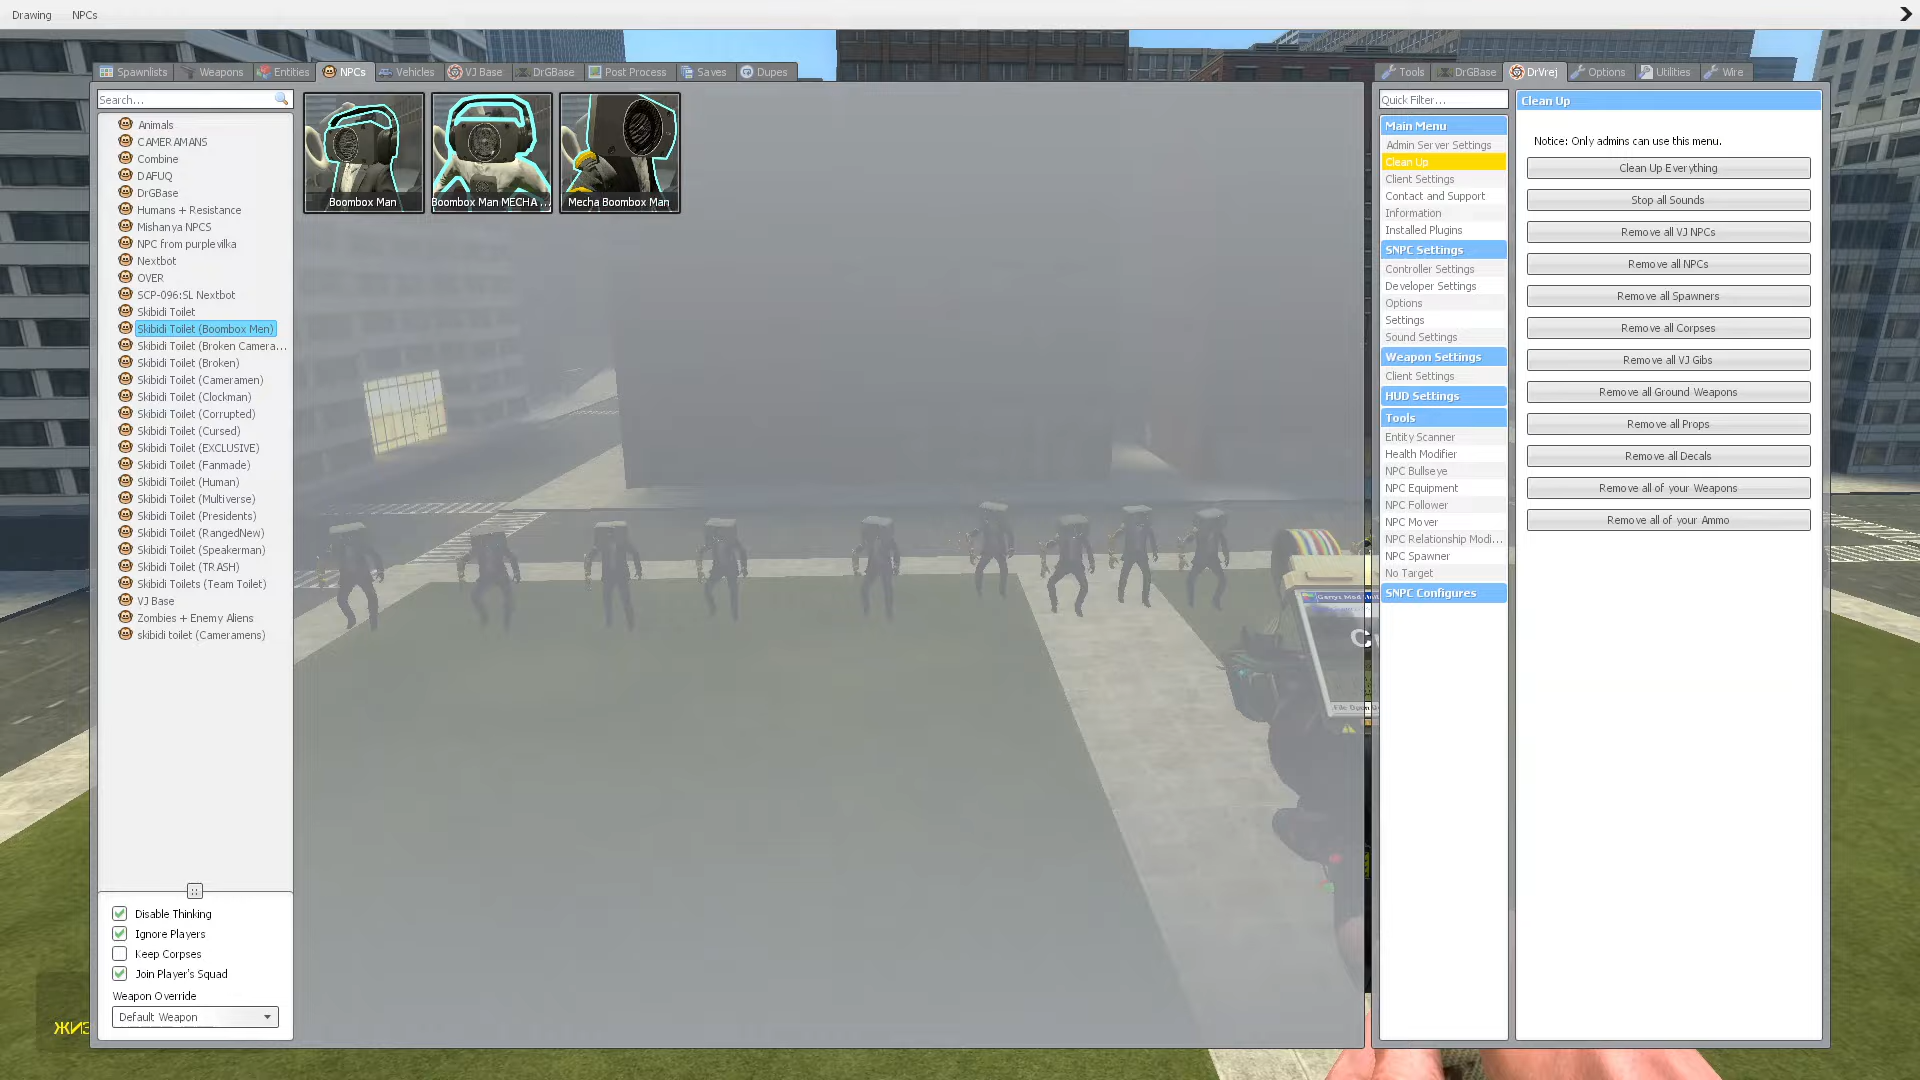 Drawing NPCs
Spawnlists Weapons Entities NPCs Vehicles VJ Base DrGBase Post Process Saves Dupes
Tools DrGBase DrVrej Options Utilities Wire
Search...
Animals
CAMERAMANS
Combine
DAFUQ
DrGBase
Humans + Resistance
Mishanya NPCS
NPC from purplevilka
Nextbot
OVER
SCP-096:SL Nextbot
Skibidi Toilet
Skibidi Toilet (Boombox Men)
Skibidi Toilet (Broken Camera...
Skibidi Toilet (Broken)
Skibidi Toilet (Cameramen)
Skibidi Toilet (Clockman)
Skibidi Toilet (Corrupted)
Skibidi Toilet (Cursed)
Skibidi Toilet (EXCLUSIVE)
Skibidi Toilet (Fanmade)
Skibidi Toilet (Human)
Skibidi Toilet (Multiverse)
Skibidi Toilet (Presidents)
Skibidi Toilet (RangedNew)
Skibidi Toilet (Speakerman)
Skibidi Toilet (TRASH)
Skibidi Toilets (Team Toilet)
VJ Base
Zombies + Enemy Aliens
skibidi toilet (Cameramens)
Disable Thinking
Ignore Players
Keep Corpses
Join Player's Squad
Weapon Override
Default Weapon
ЖИЗ
Boombox Man
Boombox Man MECHA ...
Mecha Boombox Man
Quick Filter...
Main Menu
Admin Server Settings
Clean Up
Client Settings
Contact and Support
Information
Installed Plugins
SNPC Settings
Controller Settings
Developer Settings
Options
Settings
Sound Settings
Weapon Settings
Client Settings
HUD Settings
Tools
Entity Scanner
Health Modifier
NPC Bullseye
NPC Equipment
NPC Follower
NPC Mover
NPC Relationship Modi...
NPC Spawner
No Target
SNPC Configures
Clean Up
Notice: Only admins can use this menu.
Clean Up Everything
Stop all Sounds
Remove all VJ NPCs
Remove all NPCs
Remove all Spawners
Remove all Corpses
Remove all VJ Gibs
Remove all Ground Weapons
Remove all Props
Remove all Decals
Remove all of your Weapons
Remove all of your Ammo